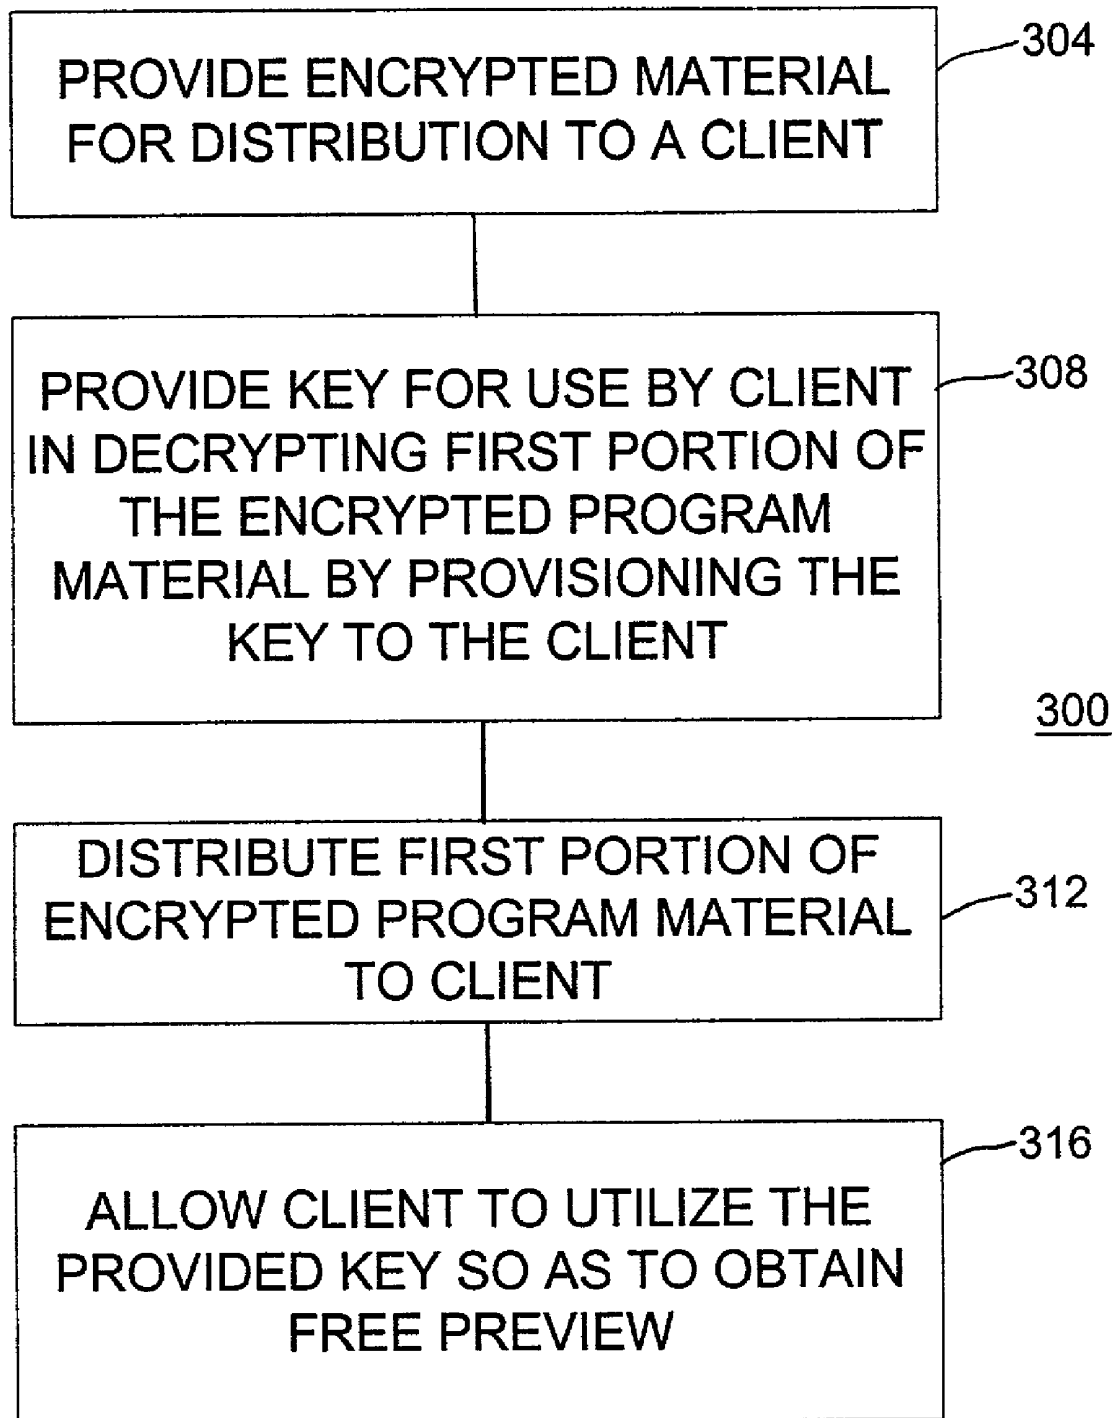 PROVIDE ENCRYPTED MATERIAL
FOR DISTRIBUTION TO A CLIENT
304
PROVIDE KEY FOR USE BY CLIENT
IN DECRYPTING FIRST PORTION OF
THE ENCRYPTED PROGRAM
MATERIAL BY PROVISIONING THE
KEY TO THE CLIENT
308
300
DISTRIBUTE FIRST PORTION OF
ENCRYPTED PROGRAM MATERIAL
TO CLIENT
312
ALLOW CLIENT TO UTILIZE THE
PROVIDED KEY SO AS TO OBTAIN
FREE PREVIEW
316